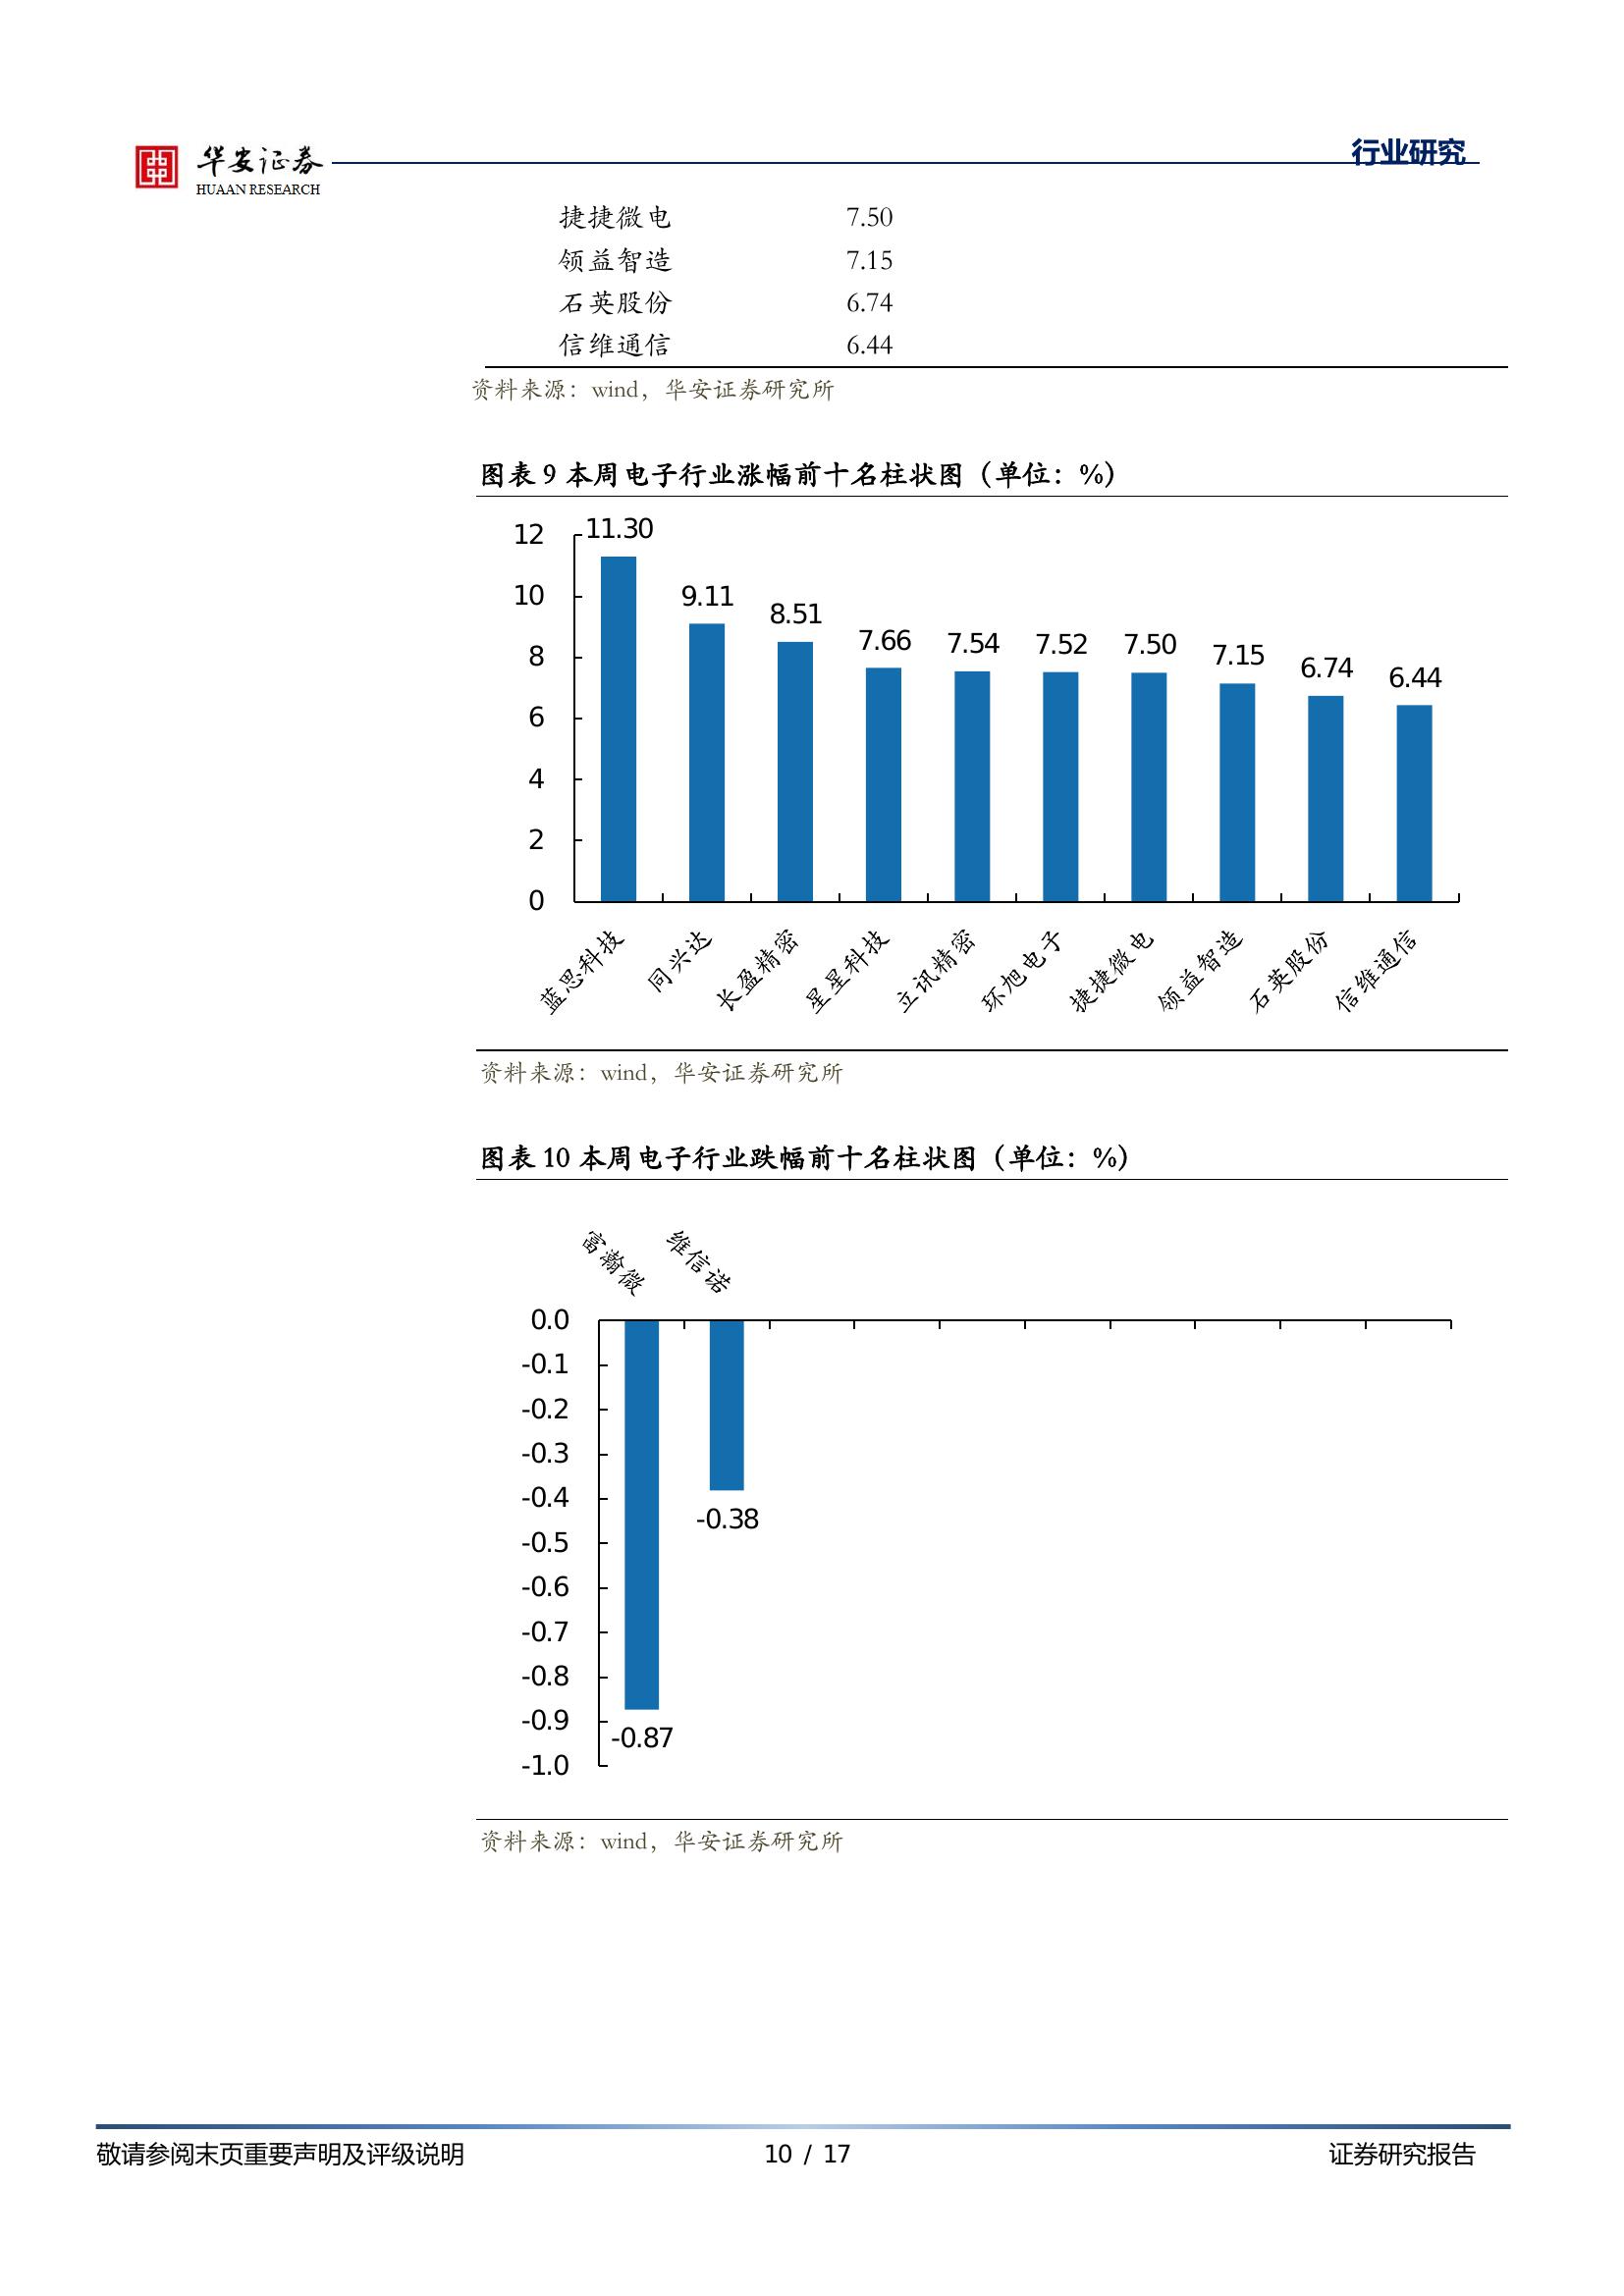 华安证券
HUAAN RESEARCH
行业研究
捷捷微电 7.50
领益智造 7.15
石英股份 6.74
信维通信 6.44
资料来源：wind，华安证券研究所
图表 9 本周电子行业涨幅前十名柱状图（单位：%）
12
10
8
6
4
2
0
11.30
9.11
8.51
7.66
7.54
7.52
7.50
7.15
6.74
6.44
蓝思科技
同兴达
长盈精密
星星科技
立讯精密
环旭电子
捷捷微电
领益智造
石英股份
信维通信
资料来源：wind，华安证券研究所
图表 10 本周电子行业跌幅前十名柱状图（单位：%）
富瀚微
维信诺
0.0
-0.1
-0.2
-0.3
-0.4
-0.5
-0.6
-0.7
-0.8
-0.9
-1.0
-0.87
-0.38
资料来源：wind，华安证券研究所
敬请参阅末页重要声明及评级说明 10 / 17 证券研究报告